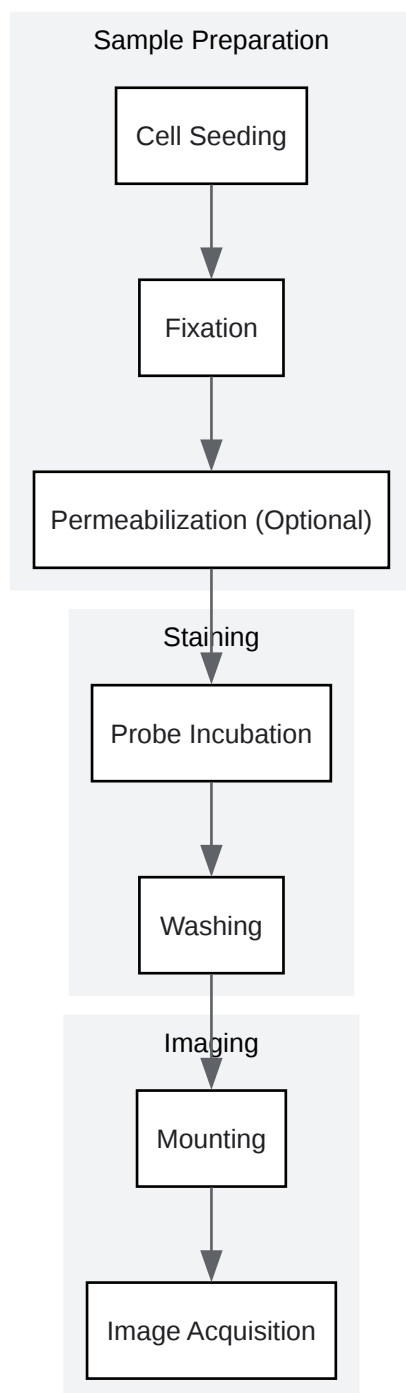 Sample Preparation
Cell Seeding
Fixation
Permeabilization (Optional)
Staining
Probe Incubation
Washing
Imaging
Mounting
Image Acquisition